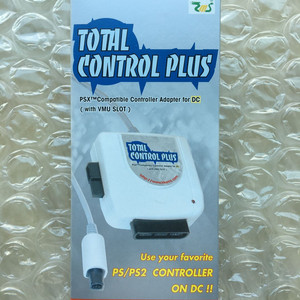 TOTAL
CONTROL PLUS
PSX™Compatible Controller Adapter for DC
( with VMU SLOT )
TOTAL
CONTROL PLUS
Use your favorite
PS/PS2 CONTROLLER
ON DC !!